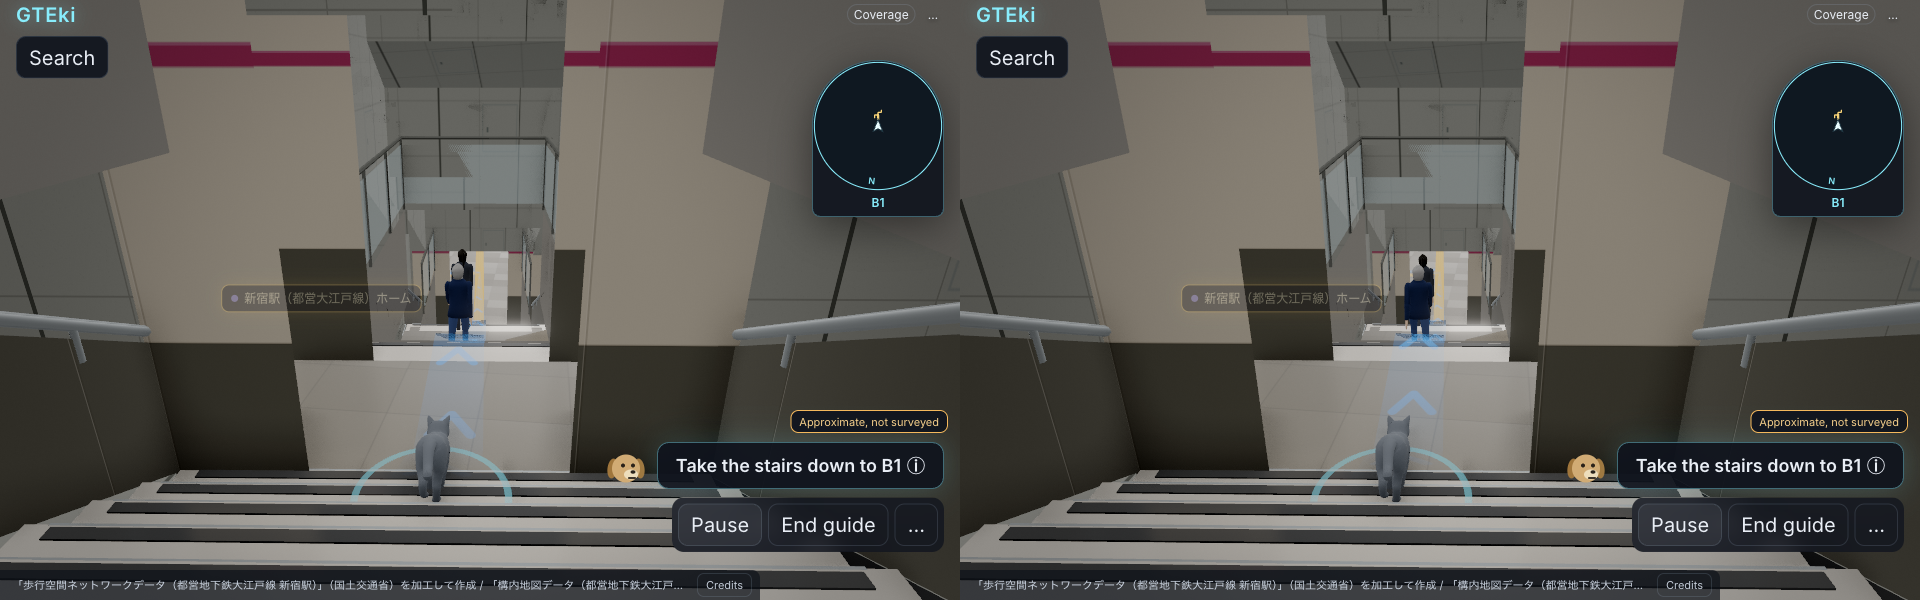 GTEki
Coverage
...
Search
N
B1
新宿駅（都営大江戸線）ホーム
Approximate, not surveyed
Take the stairs down to B1 ⓘ
Pause
End guide
...
「歩行空間ネットワークデータ（都営地下鉄大江戸線 新宿駅）」（国土交通省）を加工して作成 / 「構内地図データ（都営地下鉄大江戸...
Credits
GTEki
Coverage
...
Search
N
B1
新宿駅（都営大江戸線）ホーム
Approximate, not surveyed
Take the stairs down to B1 ⓘ
Pause
End guide
...
「歩行空間ネットワークデータ（都営地下鉄大江戸線 新宿駅）」（国土交通省）を加工して作成 / 「構内地図データ（都営地下鉄大江戸...
Credits